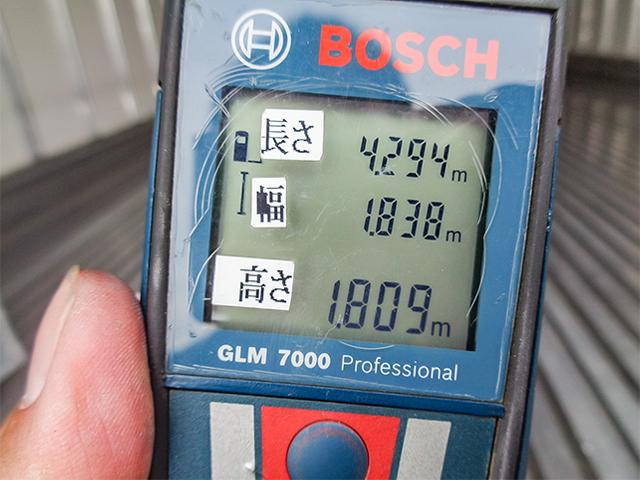 BOSCH
長さ 4.294 m
幅 1.838 m
高さ 1.809 m
GLM 7000 Professional